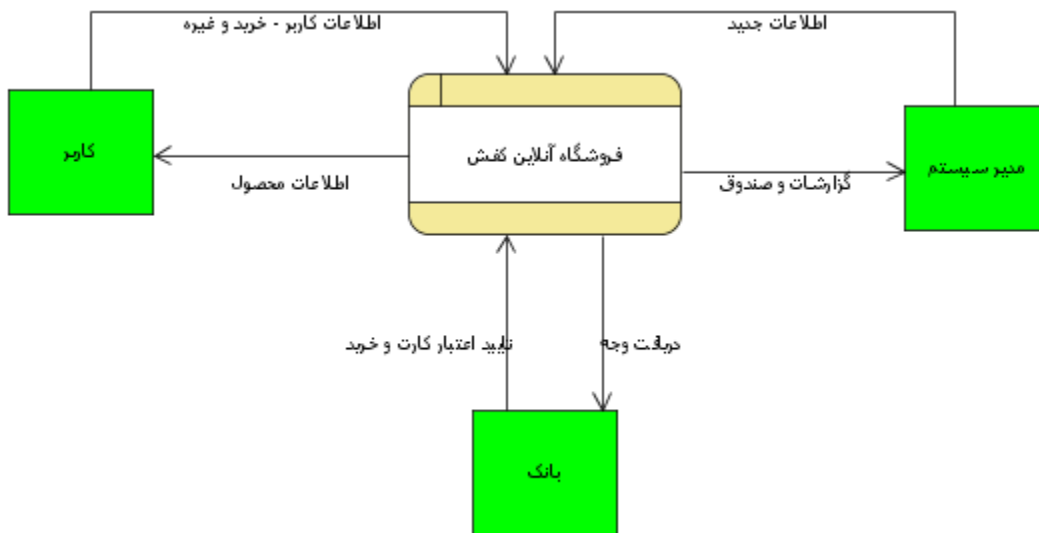 اطلاعات جدید
اطلاعات کاربر - خرید و غیره
مدیر سیستم
فروشگاه آنلاین کفش
کاربر
گزارشات و صندوق
اطلاعات محصول
دریافت وجه
تایید اعتبار کارت و خرید
بانک